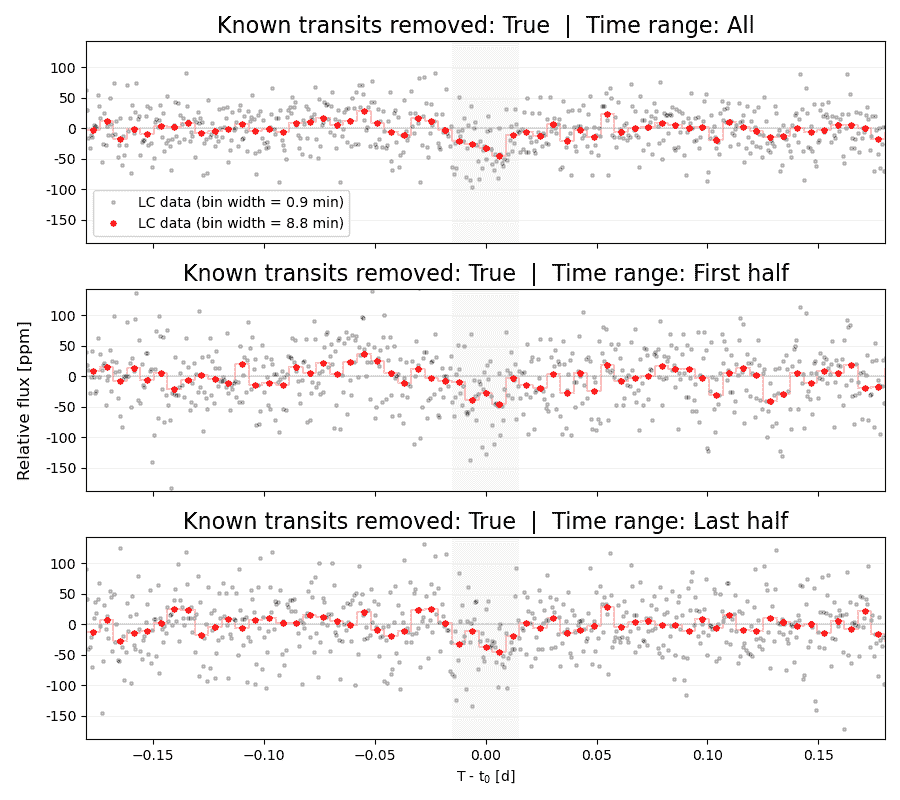 Known transits removed: True | Time range: All
100
50
0
-50
-100
-150
LC data (bin width = 0.9 min)
LC data (bin width = 8.8 min)
Known transits removed: True | Time range: First half
100
50
0
-50
-100
-150
Relative flux [ppm]
Known transits removed: True | Time range: Last half
100
50
0
-50
-100
-150
−0.15 −0.10 −0.05 0.00 0.05 0.10 0.15
T - t₀ [d]